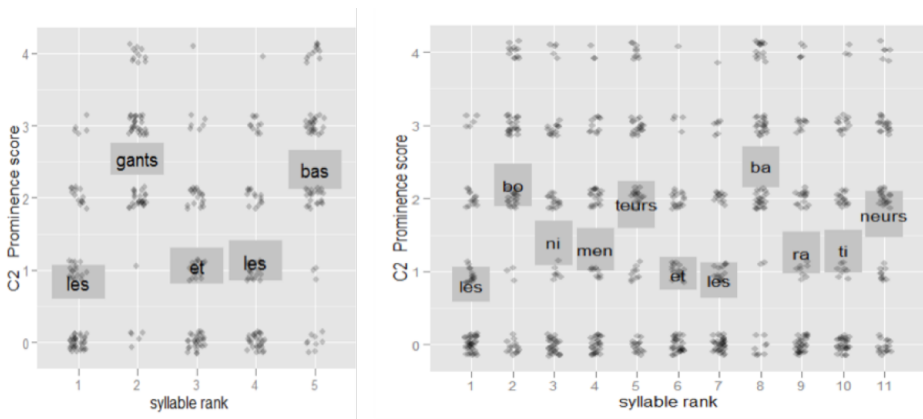 C2 Prominence score
4
3
2
1
0
gants
bas
les
et
les
1 2 3 4 5
syllable rank
C2 Prominence score
4
3
2
1
0
bo
ba
teurs
neurs
ni
men
ra
ti
les
et
les
1 2 3 4 5 6 7 8 9 10 11
syllable rank